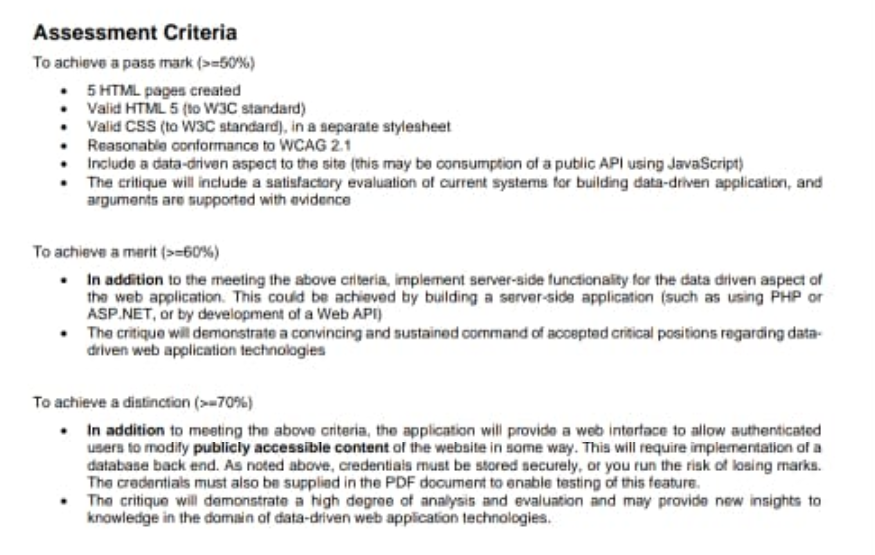 Assessment Criteria
To achieve a pass mark (>=50%)
• 5 HTML pages created
• Valid HTML 5 (to W3C standard)
• Valid CSS (to W3C standard), in a separate stylesheet
• Reasonable conformance to WCAG 2.1
• Include a data-driven aspect to the site (this may be consumption of a public API using JavaScript)
• The critique will include a satisfactory evaluation of current systems for building data-driven application, and
arguments are supported with evidence
To achieve a merit (>=60%)
• In addition to the meeting the above criteria, implement server-side functionality for the data driven aspect of
the web application. This could be achieved by building a server-side application (such as using PHP or
ASP.NET, or by development of a Web API)
• The critique will demonstrate a convincing and sustained command of accepted critical positions regarding data-
driven web application technologies
To achieve a distinction (>=70%)
• In addition to meeting the above criteria, the application will provide a web interface to allow authenticated
users to modify publicly accessible content of the website in some way. This will require implementation of a
database back end. As noted above, credentials must be stored securely, or you run the risk of losing marks.
The credentials must also be supplied in the PDF document to enable testing of this feature.
• The critique will demonstrate a high degree of analysis and evaluation and may provide new insights to
knowledge in the domain of data-driven web application technologies.